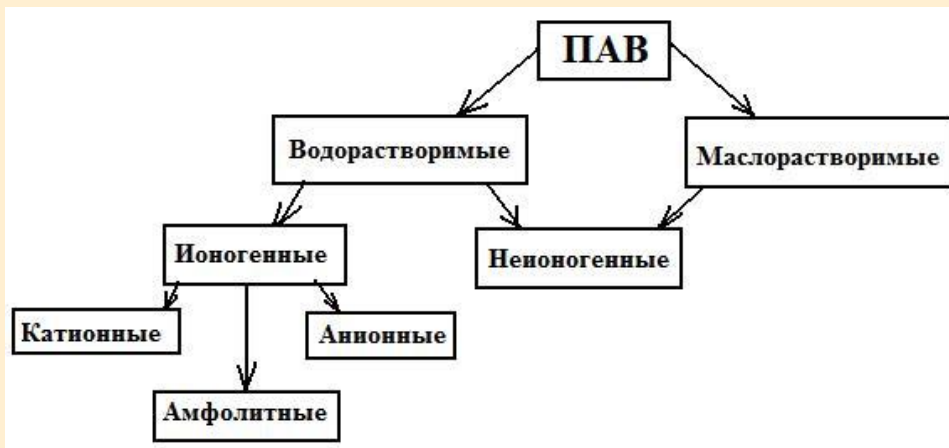 ПАВ
Водорастворимые
Маслорастворимые
Ионогенные
Неионогенные
Катионные
Анионные
Амфолитные